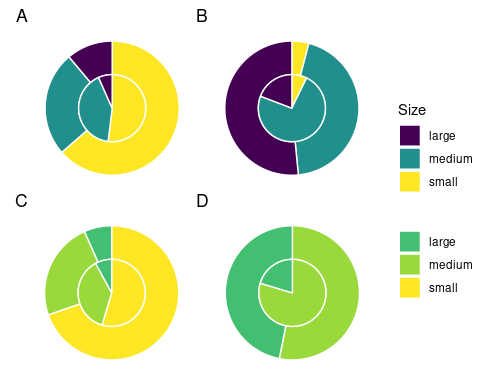 A
B
Size
large
medium
small
C
D
large
medium
small